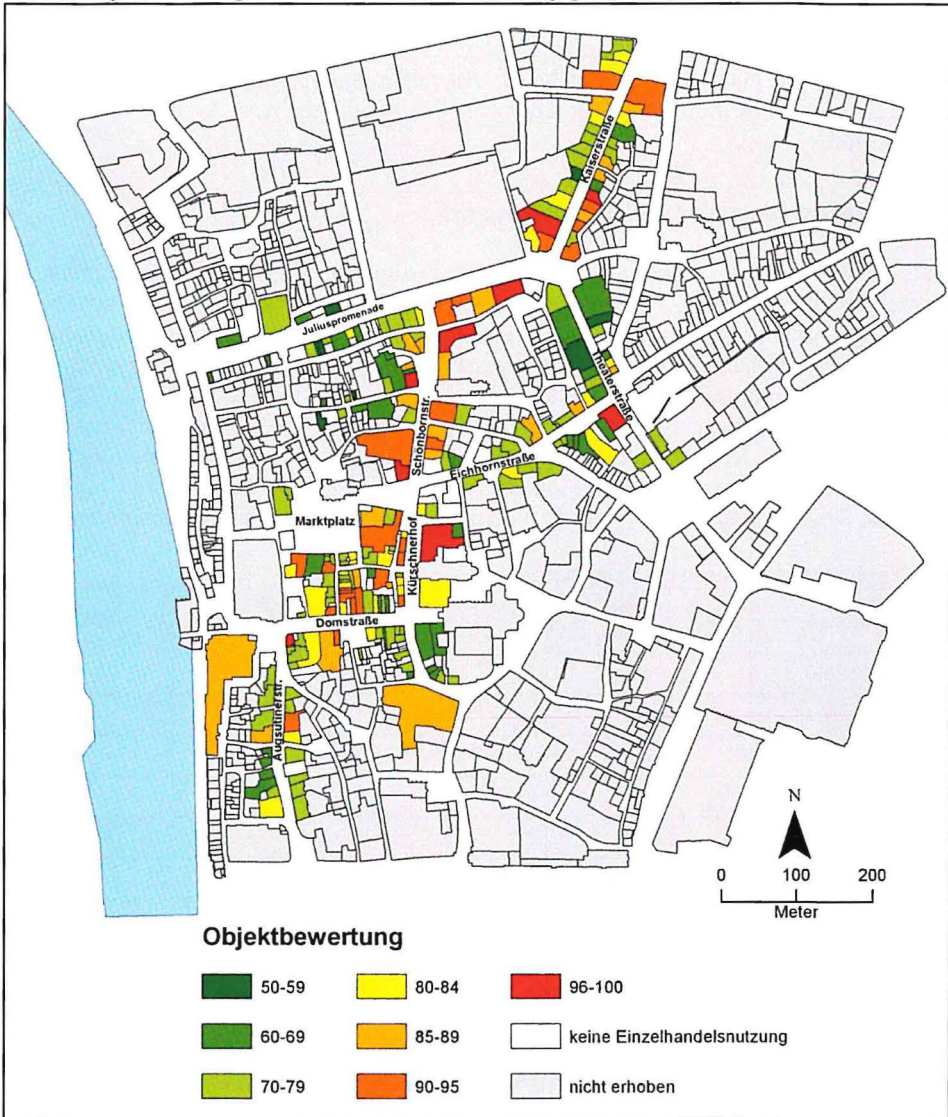 Kaiserstraße
Juliuspromenade
Theaterstraße
Schönbornstr.
Eichhornstraße
Marktplatz
Kürschnerhof
Domstraße
Augsutinerstr.
N
0 100 200
Meter
Objektbewertung
50-59 80-84 96-100
60-69 85-89 keine Einzelhandelsnutzung
70-79 90-95 nicht erhoben